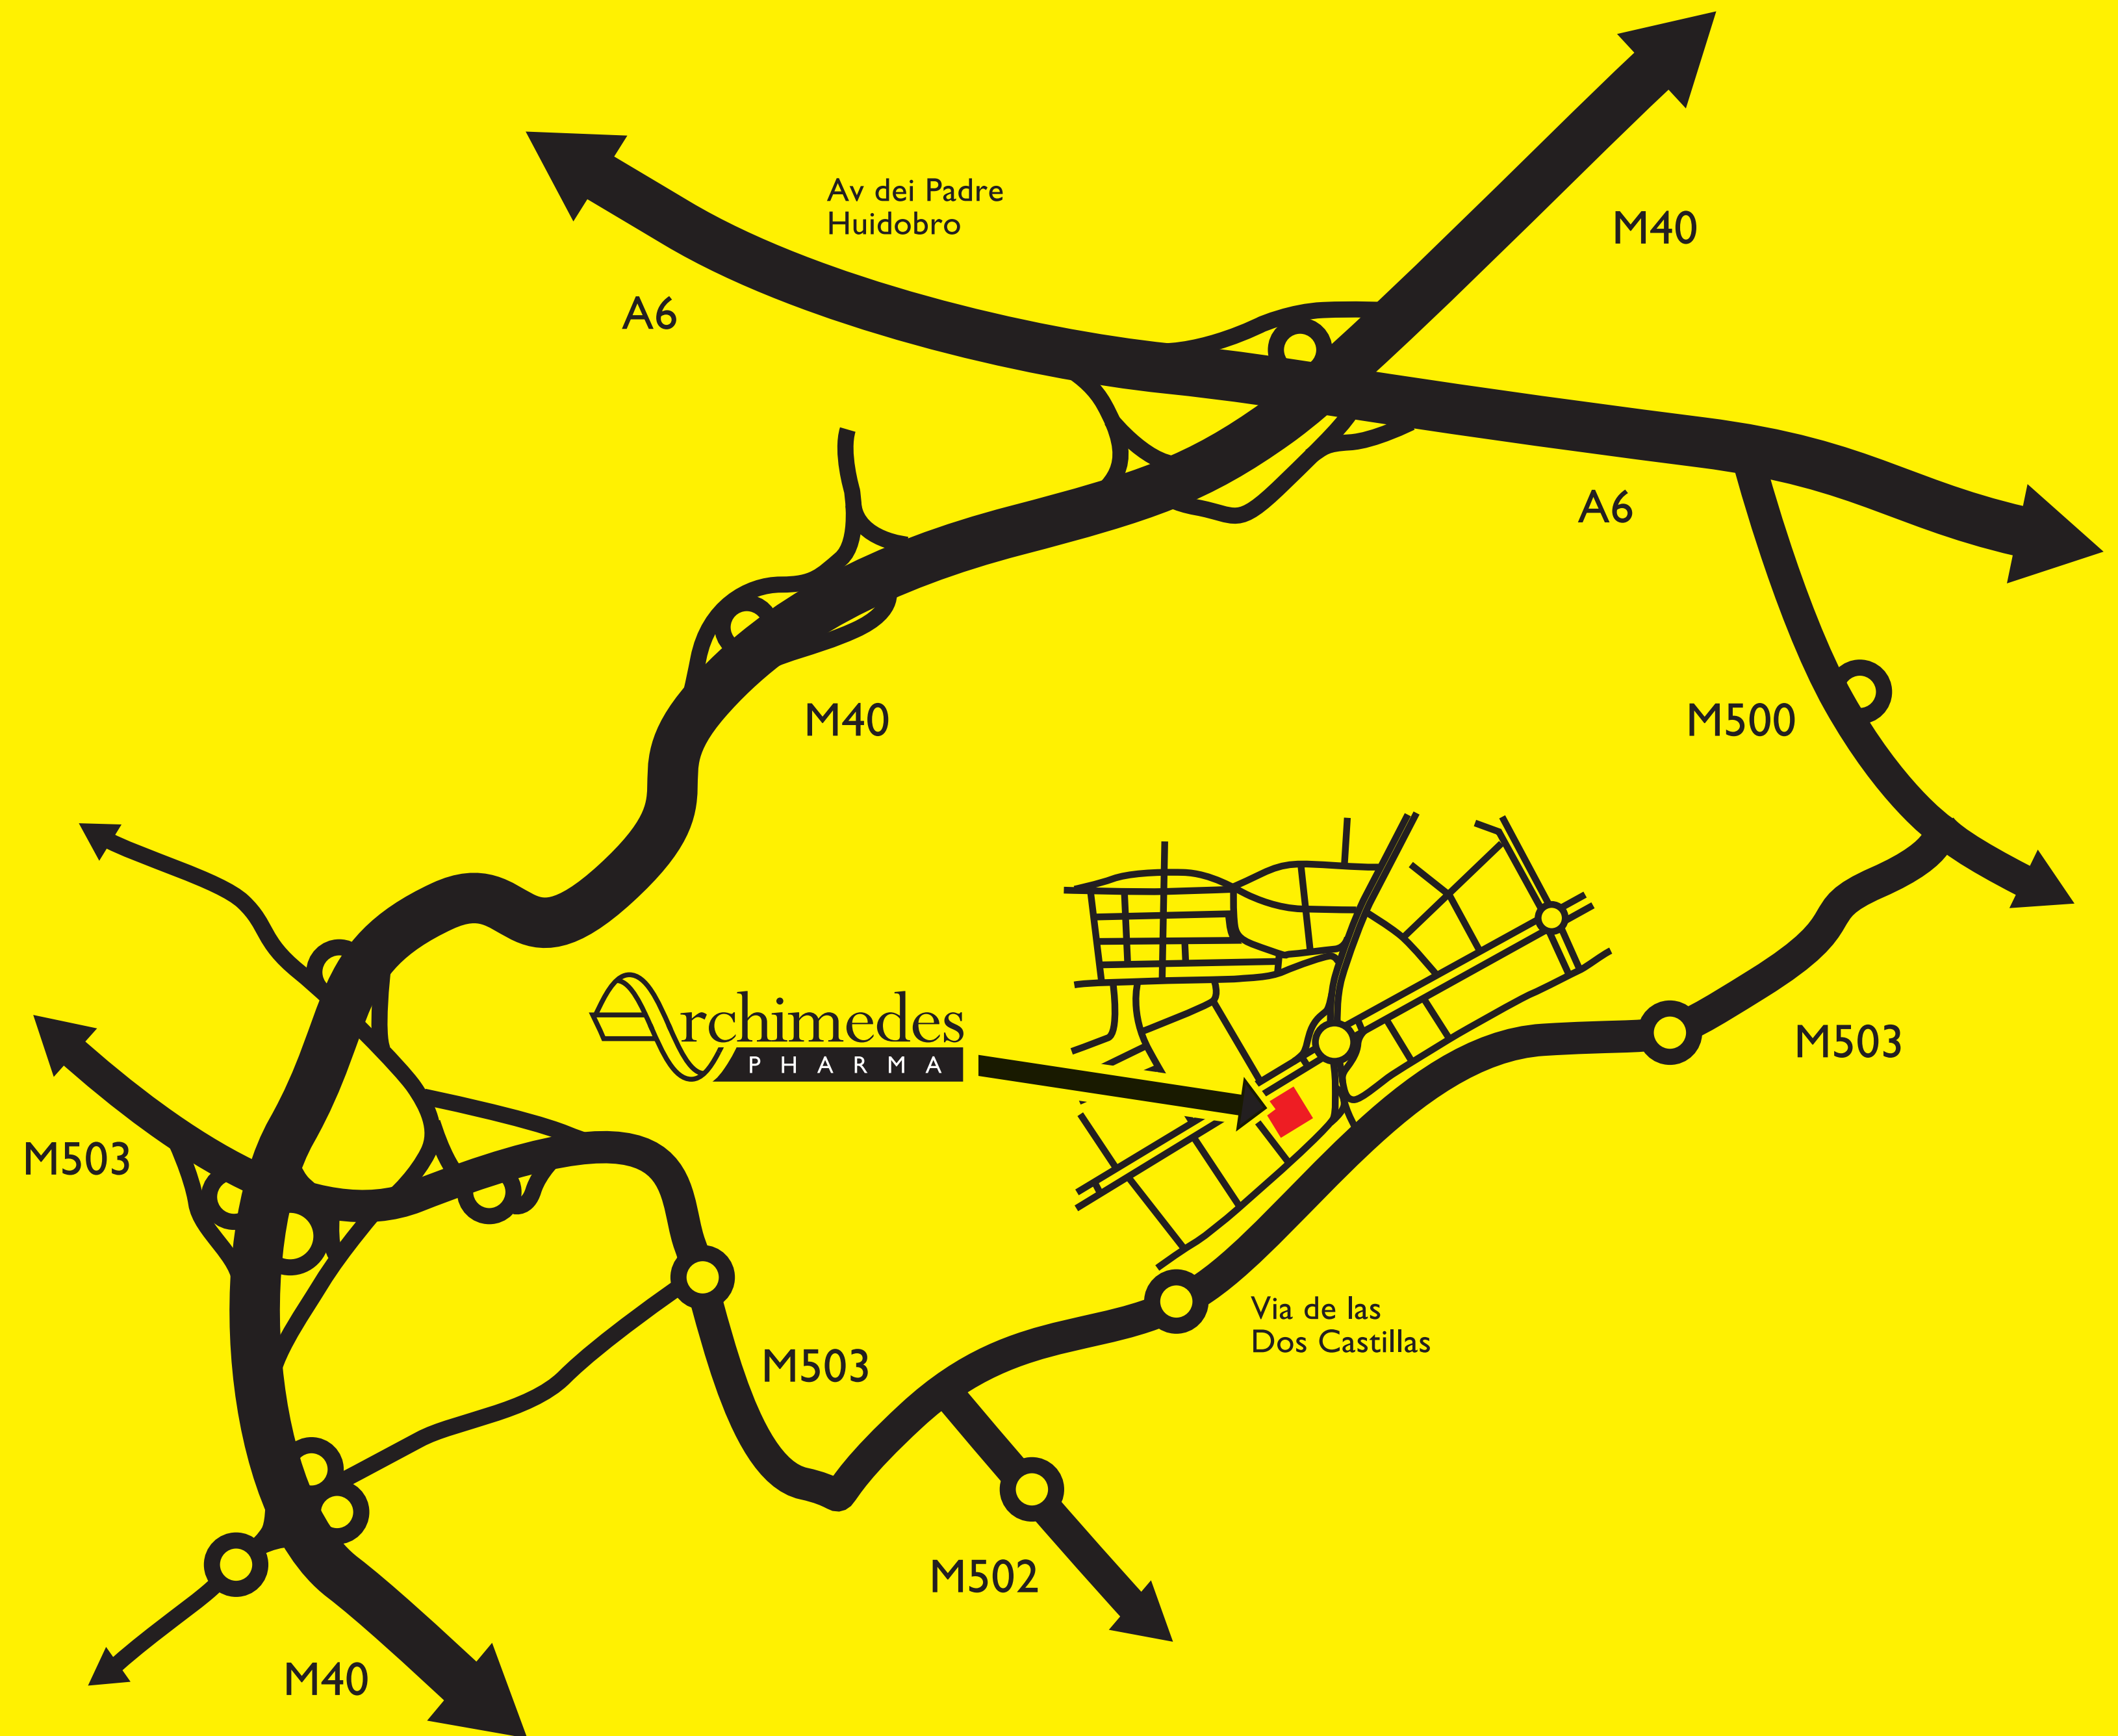 Av dei Padre
Huidobro
M40
A6
A6
M40
M500
Archimedes
PHARMA
M503
M503
Via de las
Dos Castillas
M503
M502
M40